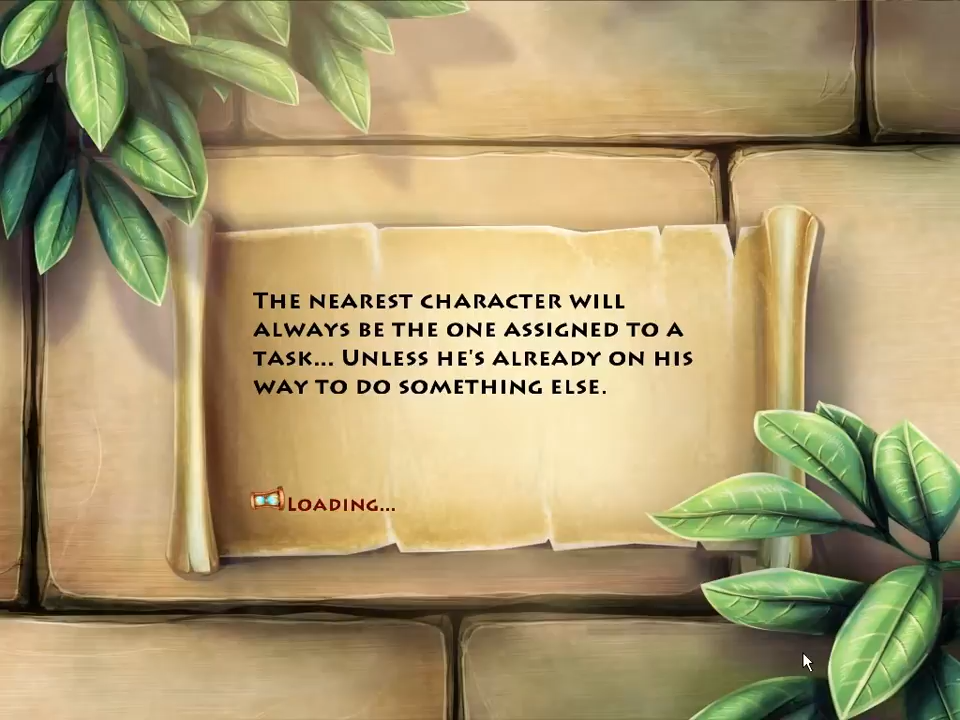 The nearest character will
always be the one assigned to a
task... Unless he's already on his
way to do something else.
Loading...